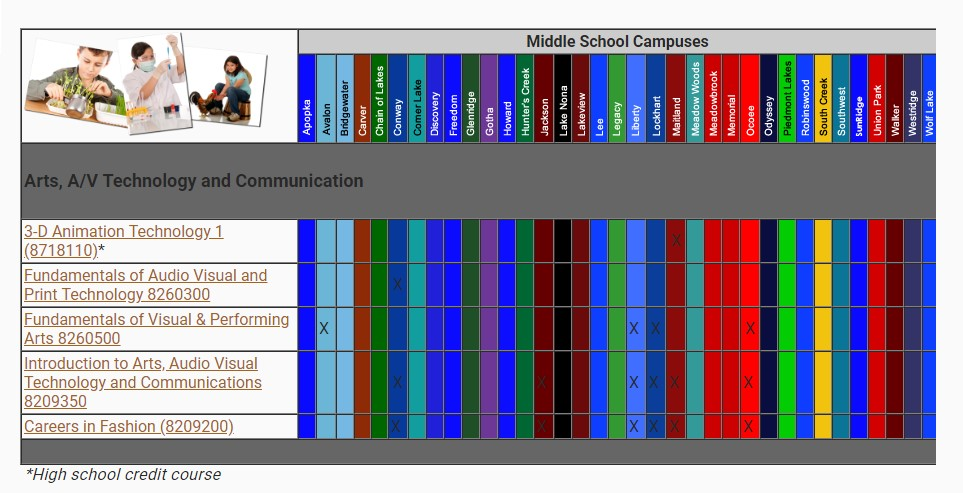 Middle School Campuses
Apopka
Avalon
Bridgewater
Carver
Chain of Lakes
Conway
Corner Lake
Discovery
Freedom
Glenridge
Gotha
Howard
Hunter's Creek
Jackson
Lake Nona
Lakeview
Lee
Legacy
Liberty
Lockhart
Maitland
Meadow Woods
Meadowbrook
Memorial
Ocoee
Odyssey
Piedmont Lakes
Robinswood
South Creek
Southwest
SunRidge
Union Park
Walker
Westridge
Wolf Lake
Arts, A/V Technology and Communication
3-D Animation Technology 1
(8718110)* X
Fundamentals of Audio Visual and
Print Technology 8260300 X
Fundamentals of Visual & Performing
Arts 8260500 X X X X
Introduction to Arts, Audio Visual
Technology and Communications X X X X X X
8209350
Careers in Fashion (8209200) X X X X X X
*High school credit course